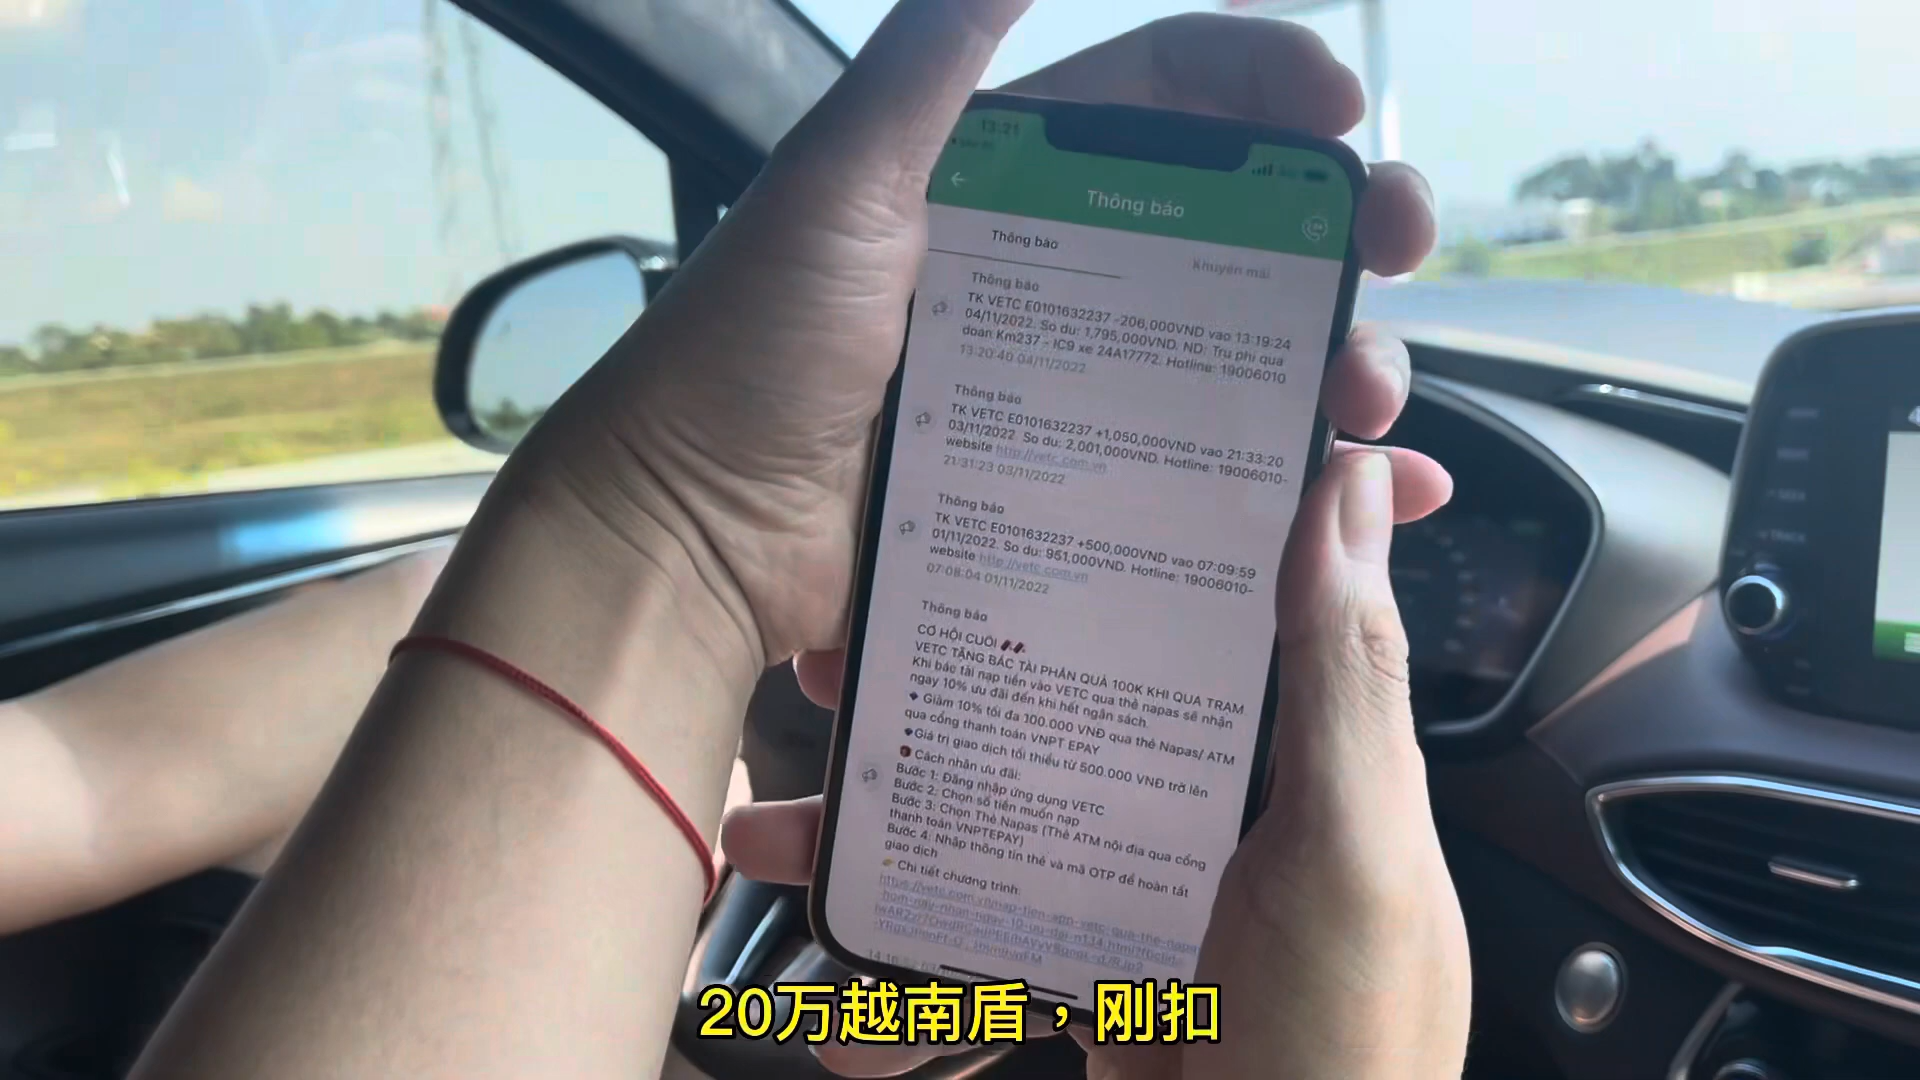 13:21
Thông báo
Thông báo
Khuyến mãi
Thông báo
TK VETC E0101632237 -206,000VND vao 13:19:24
04/11/2022. So du: 1,795,000VND. ND: Tru phi qua
doan Km237 - IC9 xe 24A17772. Hotline: 19006010
13:20:40 04/11/2022
Thông báo
TK VETC E0101632237 +1,050,000VND vao 21:33:20
03/11/2022. So du: 2,001,000VND. Hotline: 19006010-
website http://vetc.com.vn
21:31:23 03/11/2022
Thông báo
TK VETC E0101632237 +500,000VND vao 07:09:59
01/11/2022. So du: 951,000VND. Hotline: 19006010-
website http://vetc.com.vn
07:08:04 01/11/2022
Thông báo
CƠ HỘI CUỐI
VETC TẶNG BÁC TÀI PHẦN QUÀ 100K KHI QUA TRẠM
Khi bác tài nạp tiền vào VETC qua thẻ napas sẽ nhận
ngay 10% ưu đãi đến khi hết ngân sách.
Giảm 10% tối đa 100.000 VNĐ qua thẻ Napas/ ATM
qua cổng thanh toán VNPT EPAY
Giá trị giao dịch tối thiểu từ 500.000 VNĐ trở lên
Cách nhận ưu đãi:
Bước 1: Đăng nhập ứng dụng VETC
Bước 2: Chọn số tiền muốn nạp
Bước 3: Chọn Thẻ Napas (Thẻ ATM nội địa qua cổng
thanh toán VNPTEPAY)
Bước 4: Nhập thông tin thẻ và mã OTP để hoàn tất
giao dịch
Chi tiết chương trình:
SEEK
TRACK
20万越南盾，刚扣